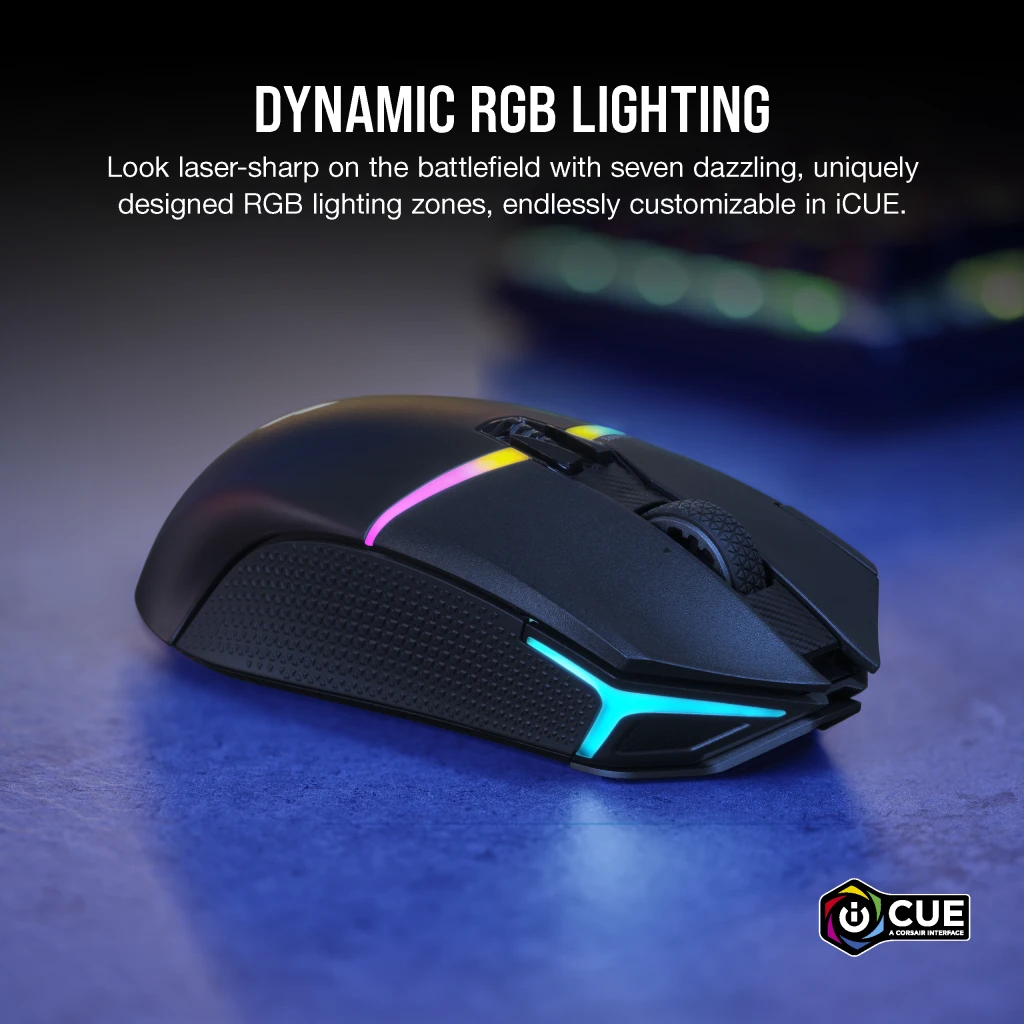 DYNAMIC RGB LIGHTING
Look laser-sharp on the battlefield with seven dazzling, uniquely
designed RGB lighting zones, endlessly customizable in iCUE.
iCUE
A CORSAIR INTERFACE